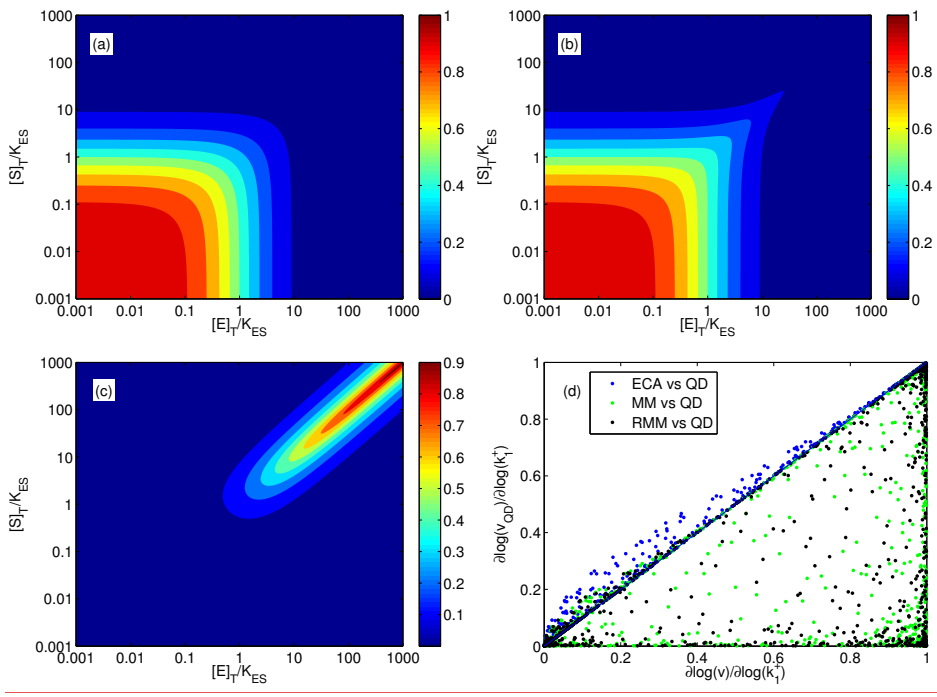 (a)
[S]T/KES
1000
100
10
1
0.1
0.01
0.001
0.001 0.01 0.1 1 10 100 1000
[E]T/KES
1
0.8
0.6
0.4
0.2
0
(b)
[S]T/KES
1000
100
10
1
0.1
0.01
0.001
0.001 0.01 0.1 1 10 100 1000
[E]T/KES
1
0.8
0.6
0.4
0.2
0
(c)
[S]T/KES
1000
100
10
1
0.1
0.01
0.001
0.001 0.01 0.1 1 10 100 1000
[E]T/KES
0.9
0.8
0.7
0.6
0.5
0.4
0.3
0.2
0.1
(d)
ECA vs QD
MM vs QD
RMM vs QD
∂log(vQD)/∂log(k1+)
1
0.8
0.6
0.4
0.2
0
0 0.2 0.4 0.6 0.8 1
∂log(v)/∂log(k1+)